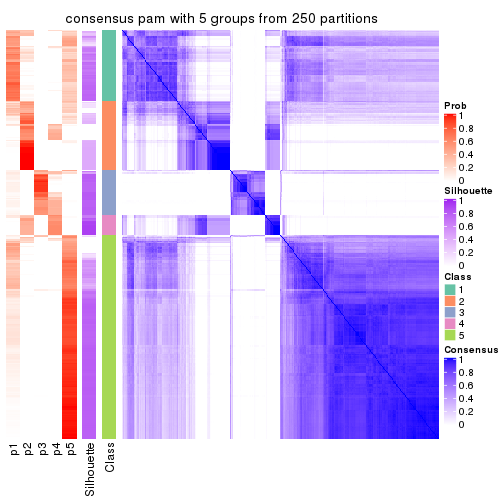 consensus pam with 5 groups from 250 partitions
Prob
1
0.8
0.6
0.4
0.2
0
Silhouette
1
0.8
0.6
0.4
0.2
0
Class
1
2
3
4
5
Consensus
1
0.8
0.6
0.4
0.2
0
p1
p2
p3
p4
p5
Silhouette
Class